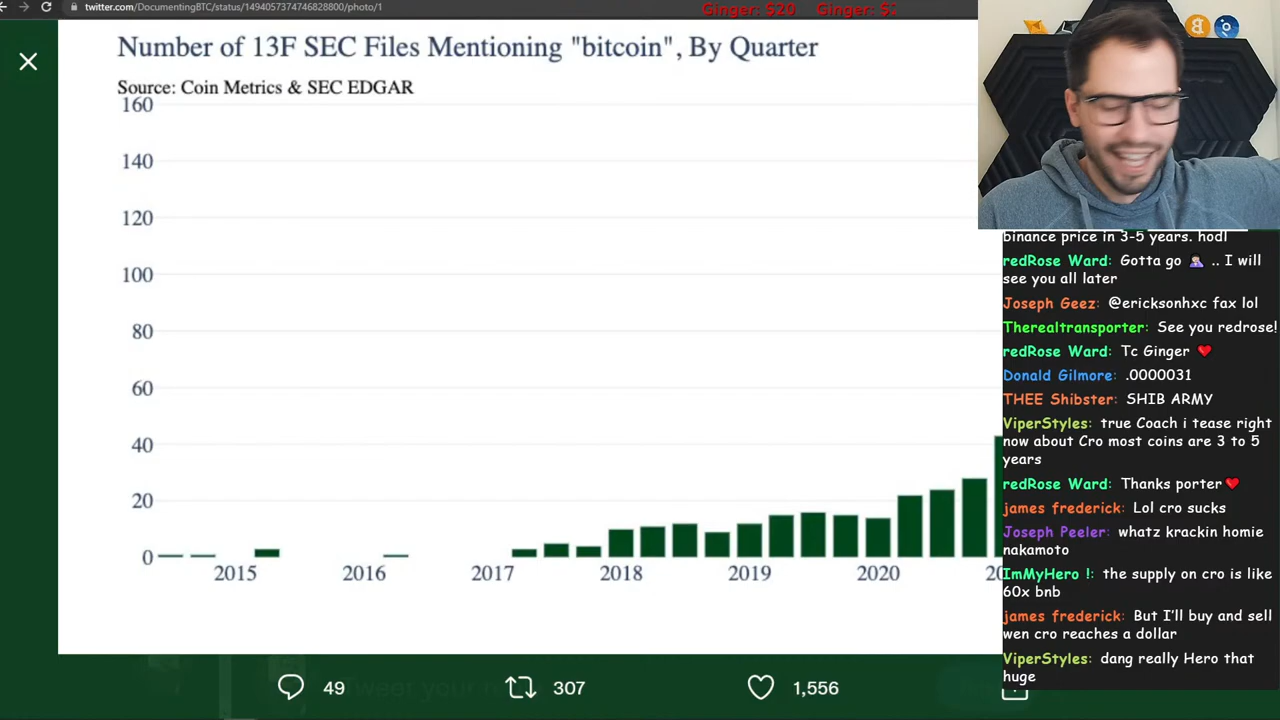 twitter.com/DocumentingBTC/status/1494057374746828800/photo/1
Ginger: $20 Ginger:
Number of 13F SEC Files Mentioning "bitcoin", By Quarter
Source: Coin Metrics & SEC EDGAR
160
140
120
100
80
60
40
20
0
2015 2016 2017 2018 2019 2020
binance price in 3-5 years. hodl
redRose Ward: Gotta go 🤦🏻‍♀️ .. I will
see you all later
Joseph Geez: @ericksonhxc fax lol
Therealtransporter: See you redrose!
redRose Ward: Tc Ginger ❤️
Donald Gilmore: .0000031
THEE Shibster: SHIB ARMY
ViperStyles: true Coach i tease right
now about Cro most coins are 3 to 5
years
redRose Ward: Thanks porter❤️
james frederick: Lol cro sucks
Joseph Peeler: whatz krackin homie
nakamoto
ImMyHero !: the supply on cro is like
60x bnb
james frederick: But I'll buy and sell
wen cro reaches a dollar
ViperStyles: dang really Hero that
huge
49 307 1,556